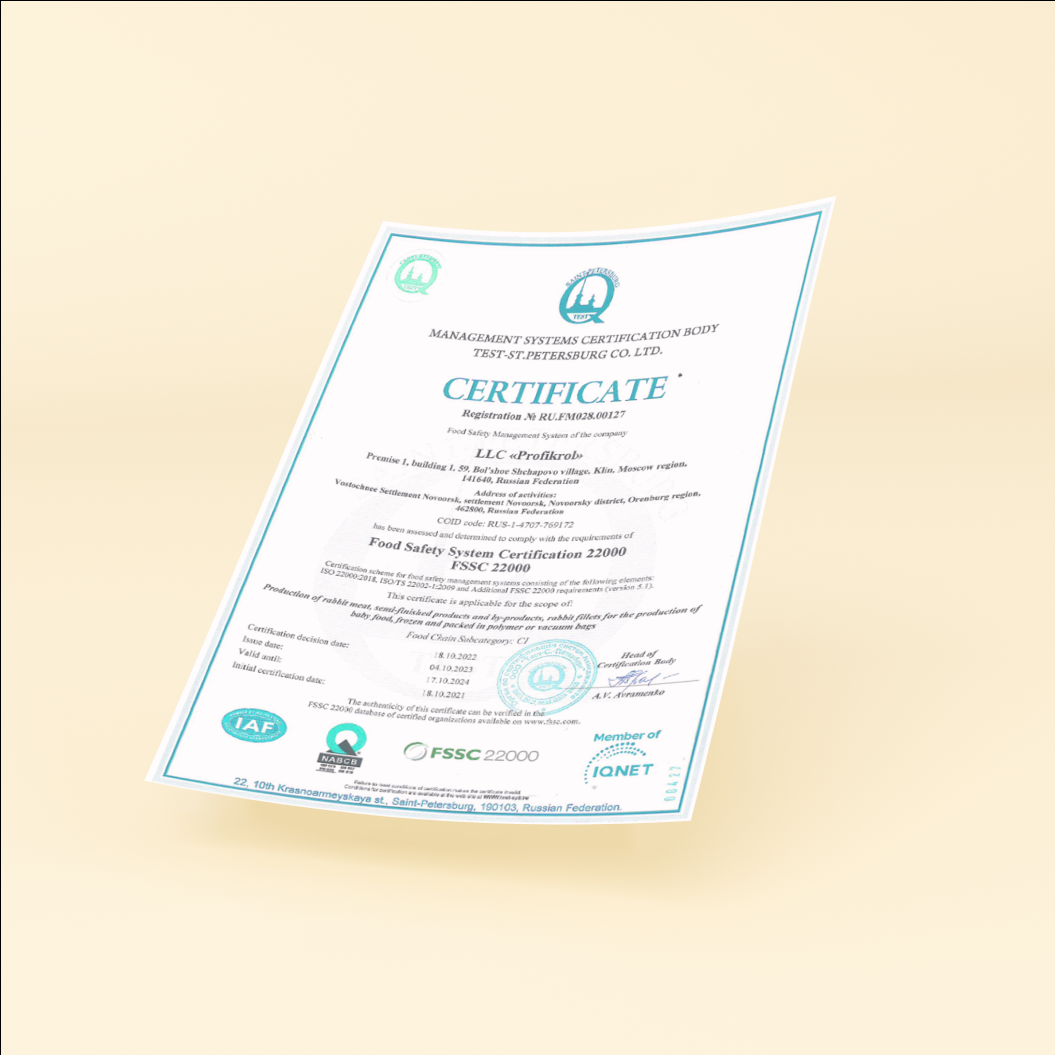 SAINT-PETERSBURG
TEST
MANAGEMENT SYSTEMS CERTIFICATION BODY
TEST-ST.PETERSBURG CO. LTD.
CERTIFICATE
Registration № RU.FM028.00127
Food Safety Management System of the company
LLC «Profikrol»
Premise 1, building 1, 59, Bol'shoe Shchapovo village, Klin, Moscow region,
141640, Russian Federation
Address of activities:
Vostochnee Settlement Novoorsk, settlement Novoorsk, Novoorsky district, Orenburg region,
462800, Russian Federation
COID code: RUS-1-4707-769172
has been assessed and determined to comply with the requirements of
Food Safety System Certification 22000
FSSC 22000
Certification scheme for food safety management systems consisting of the following elements:
ISO 22000:2018, ISO/TS 22002-1:2009 and Additional FSSC 22000 requirements (version 5.1).
This certificate is applicable for the scope of:
Production of rabbit meat, semi-finished products and by-products, rabbit fillets for the production of
baby food, frozen and packed in polymer or vacuum bags
Food Chain Subcategory: CI
Certification decision date: 18.10.2022
Issue date: 04.10.2023
Valid until: 17.10.2024
Initial certification date: 18.10.2021
Head of
Certification Body
A.V. Avramenko
The authenticity of this certificate can be verified in the
FSSC 22000 database of certified organizations available on www.fssc.com.
IAF
NABCB
FSSC 22000
Member of
IQNET
00427
Failure to meet conditions of certification makes the certificate invalid.
Conditions for certification are available at the web site
22, 10th Krasnoarmeyskaya st., Saint-Petersburg, 190103, Russian Federation.